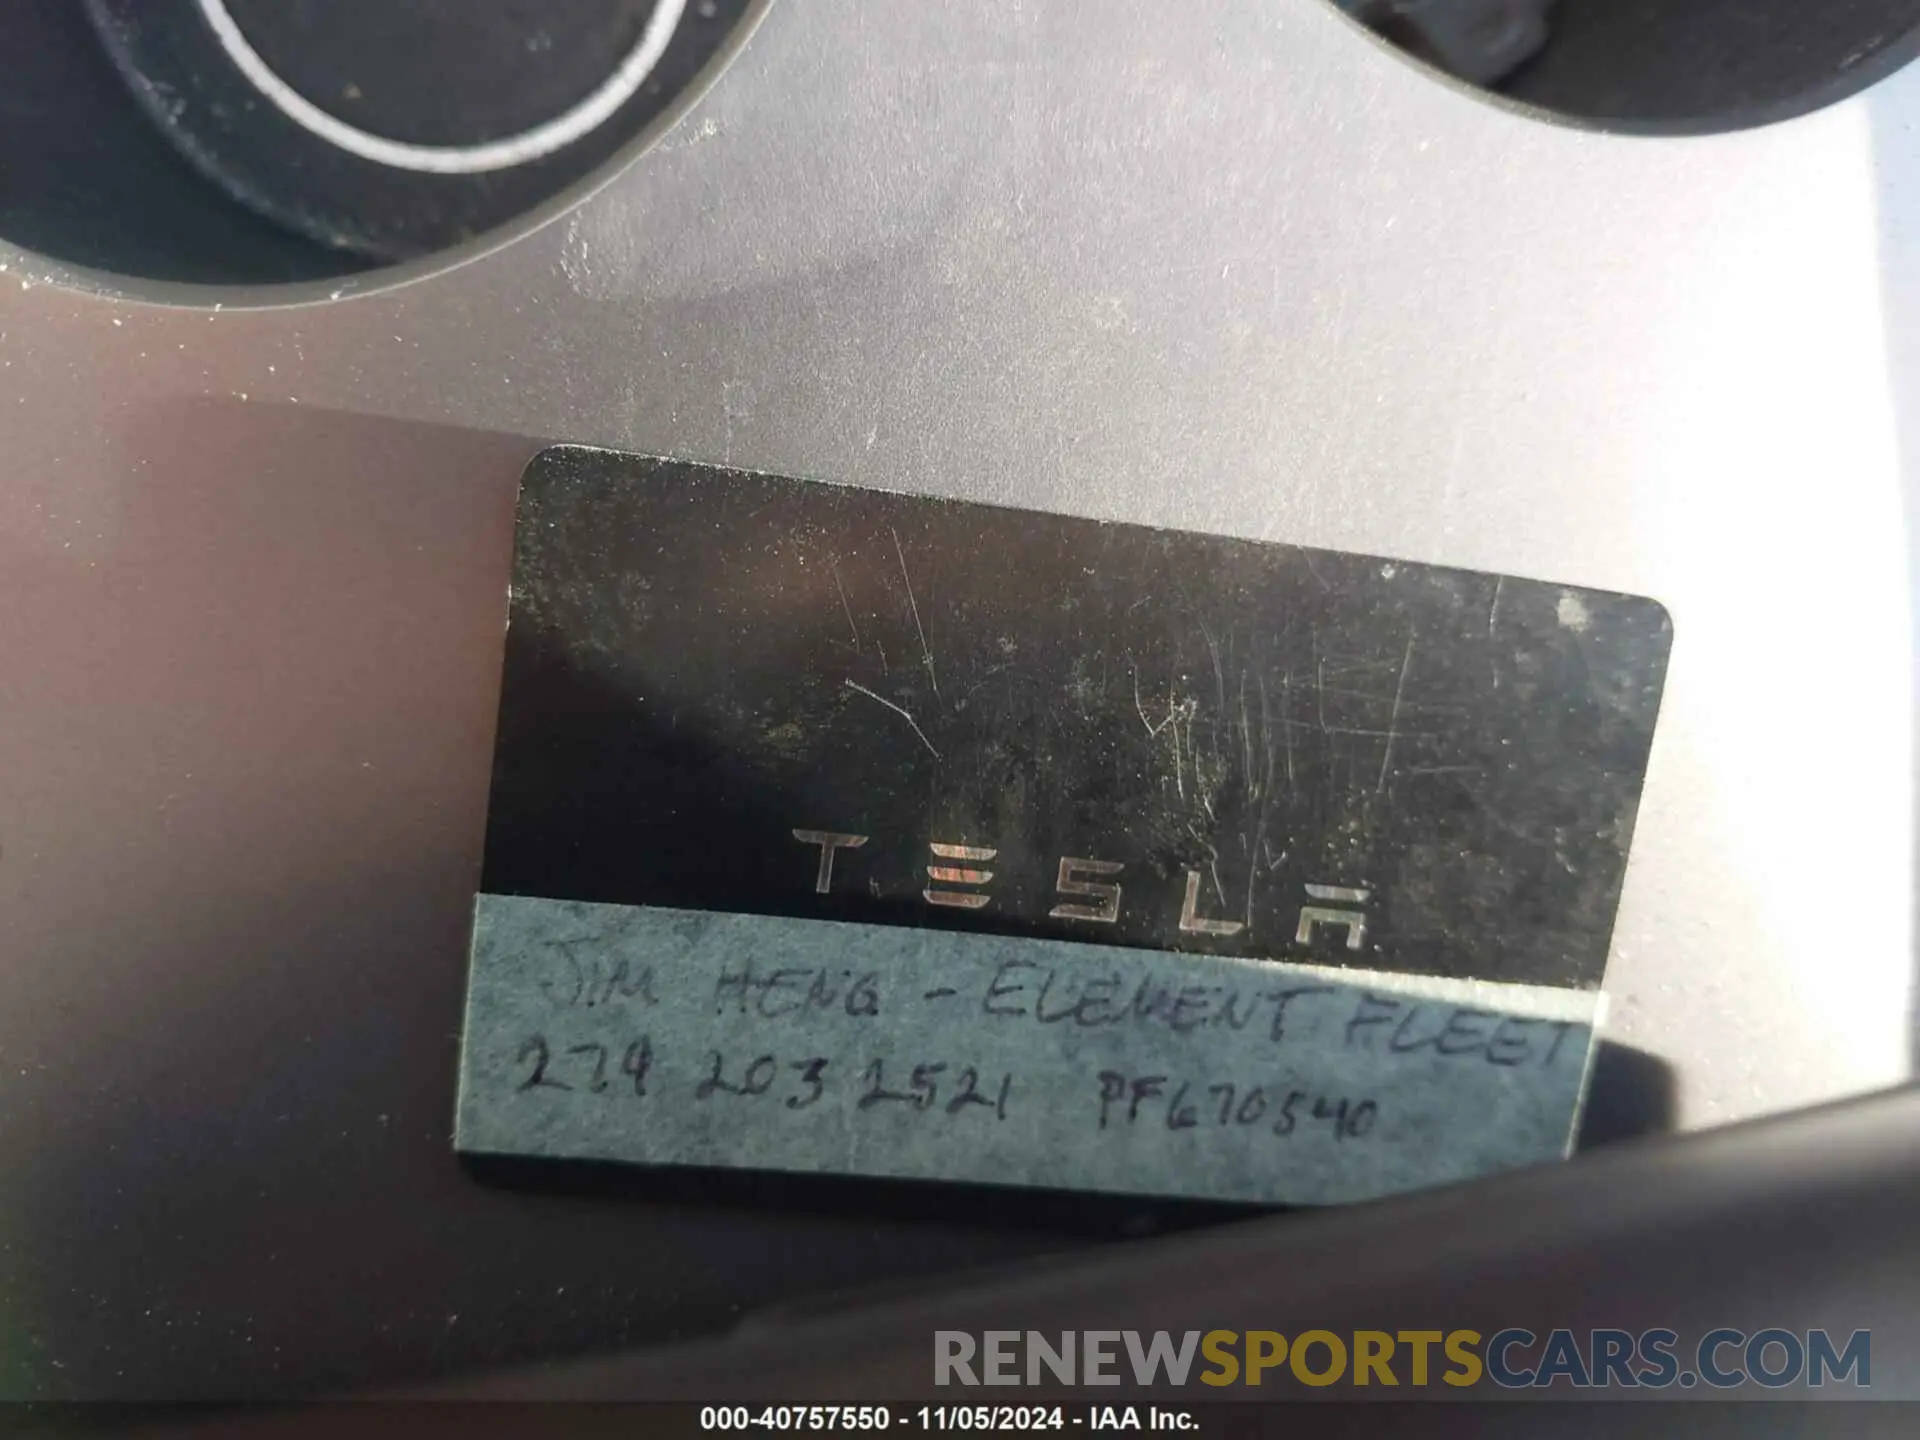 TESLA
JIM HENG - ELEMENT FLEET
279 203 2521 PF670540
RENEWSPORTSCARS.COM
000-40757550 - 11/05/2024 - IAA Inc.